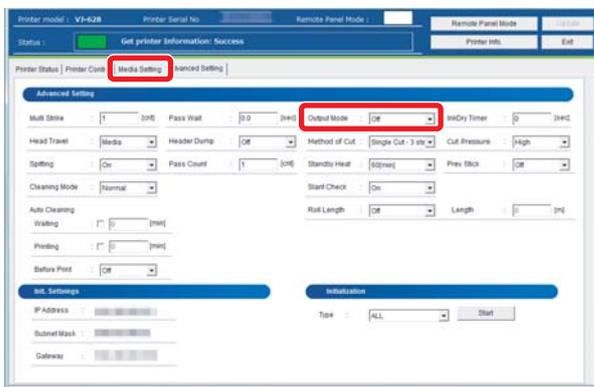 Printer model : VJ-628 Printer Serial No Remote Panel Mode :
Remote Panel Mode
Status : Get printer Information: Success
Printer Info. Exit
Printer Status Printer Contr Media Setting dvanced Setting
Advanced Setting
Multi Strike : 1 [cnt] Pass Wait : 0.0 [sec] Output Mode : Off InkDry Timer : 0 [sec]
Head Travel : Media Header Dump : Off Method of Cut : Single Cut - 3 ste Cut Pressure : High
Spitting : On Pass Count : 1 [cnt] Standby Heat : 60[min] Prev Stick : Off
Cleaning Mode : Normal Slant Check : On
Auto Cleaning Roll Length : Off Length : 0 [m]
Waiting : 0 [min]
Printing : 0 [min]
Before Print : Off
Init. Settings Initialization
IP Address : Type : ALL Start
Subnet Mask :
Gateway :